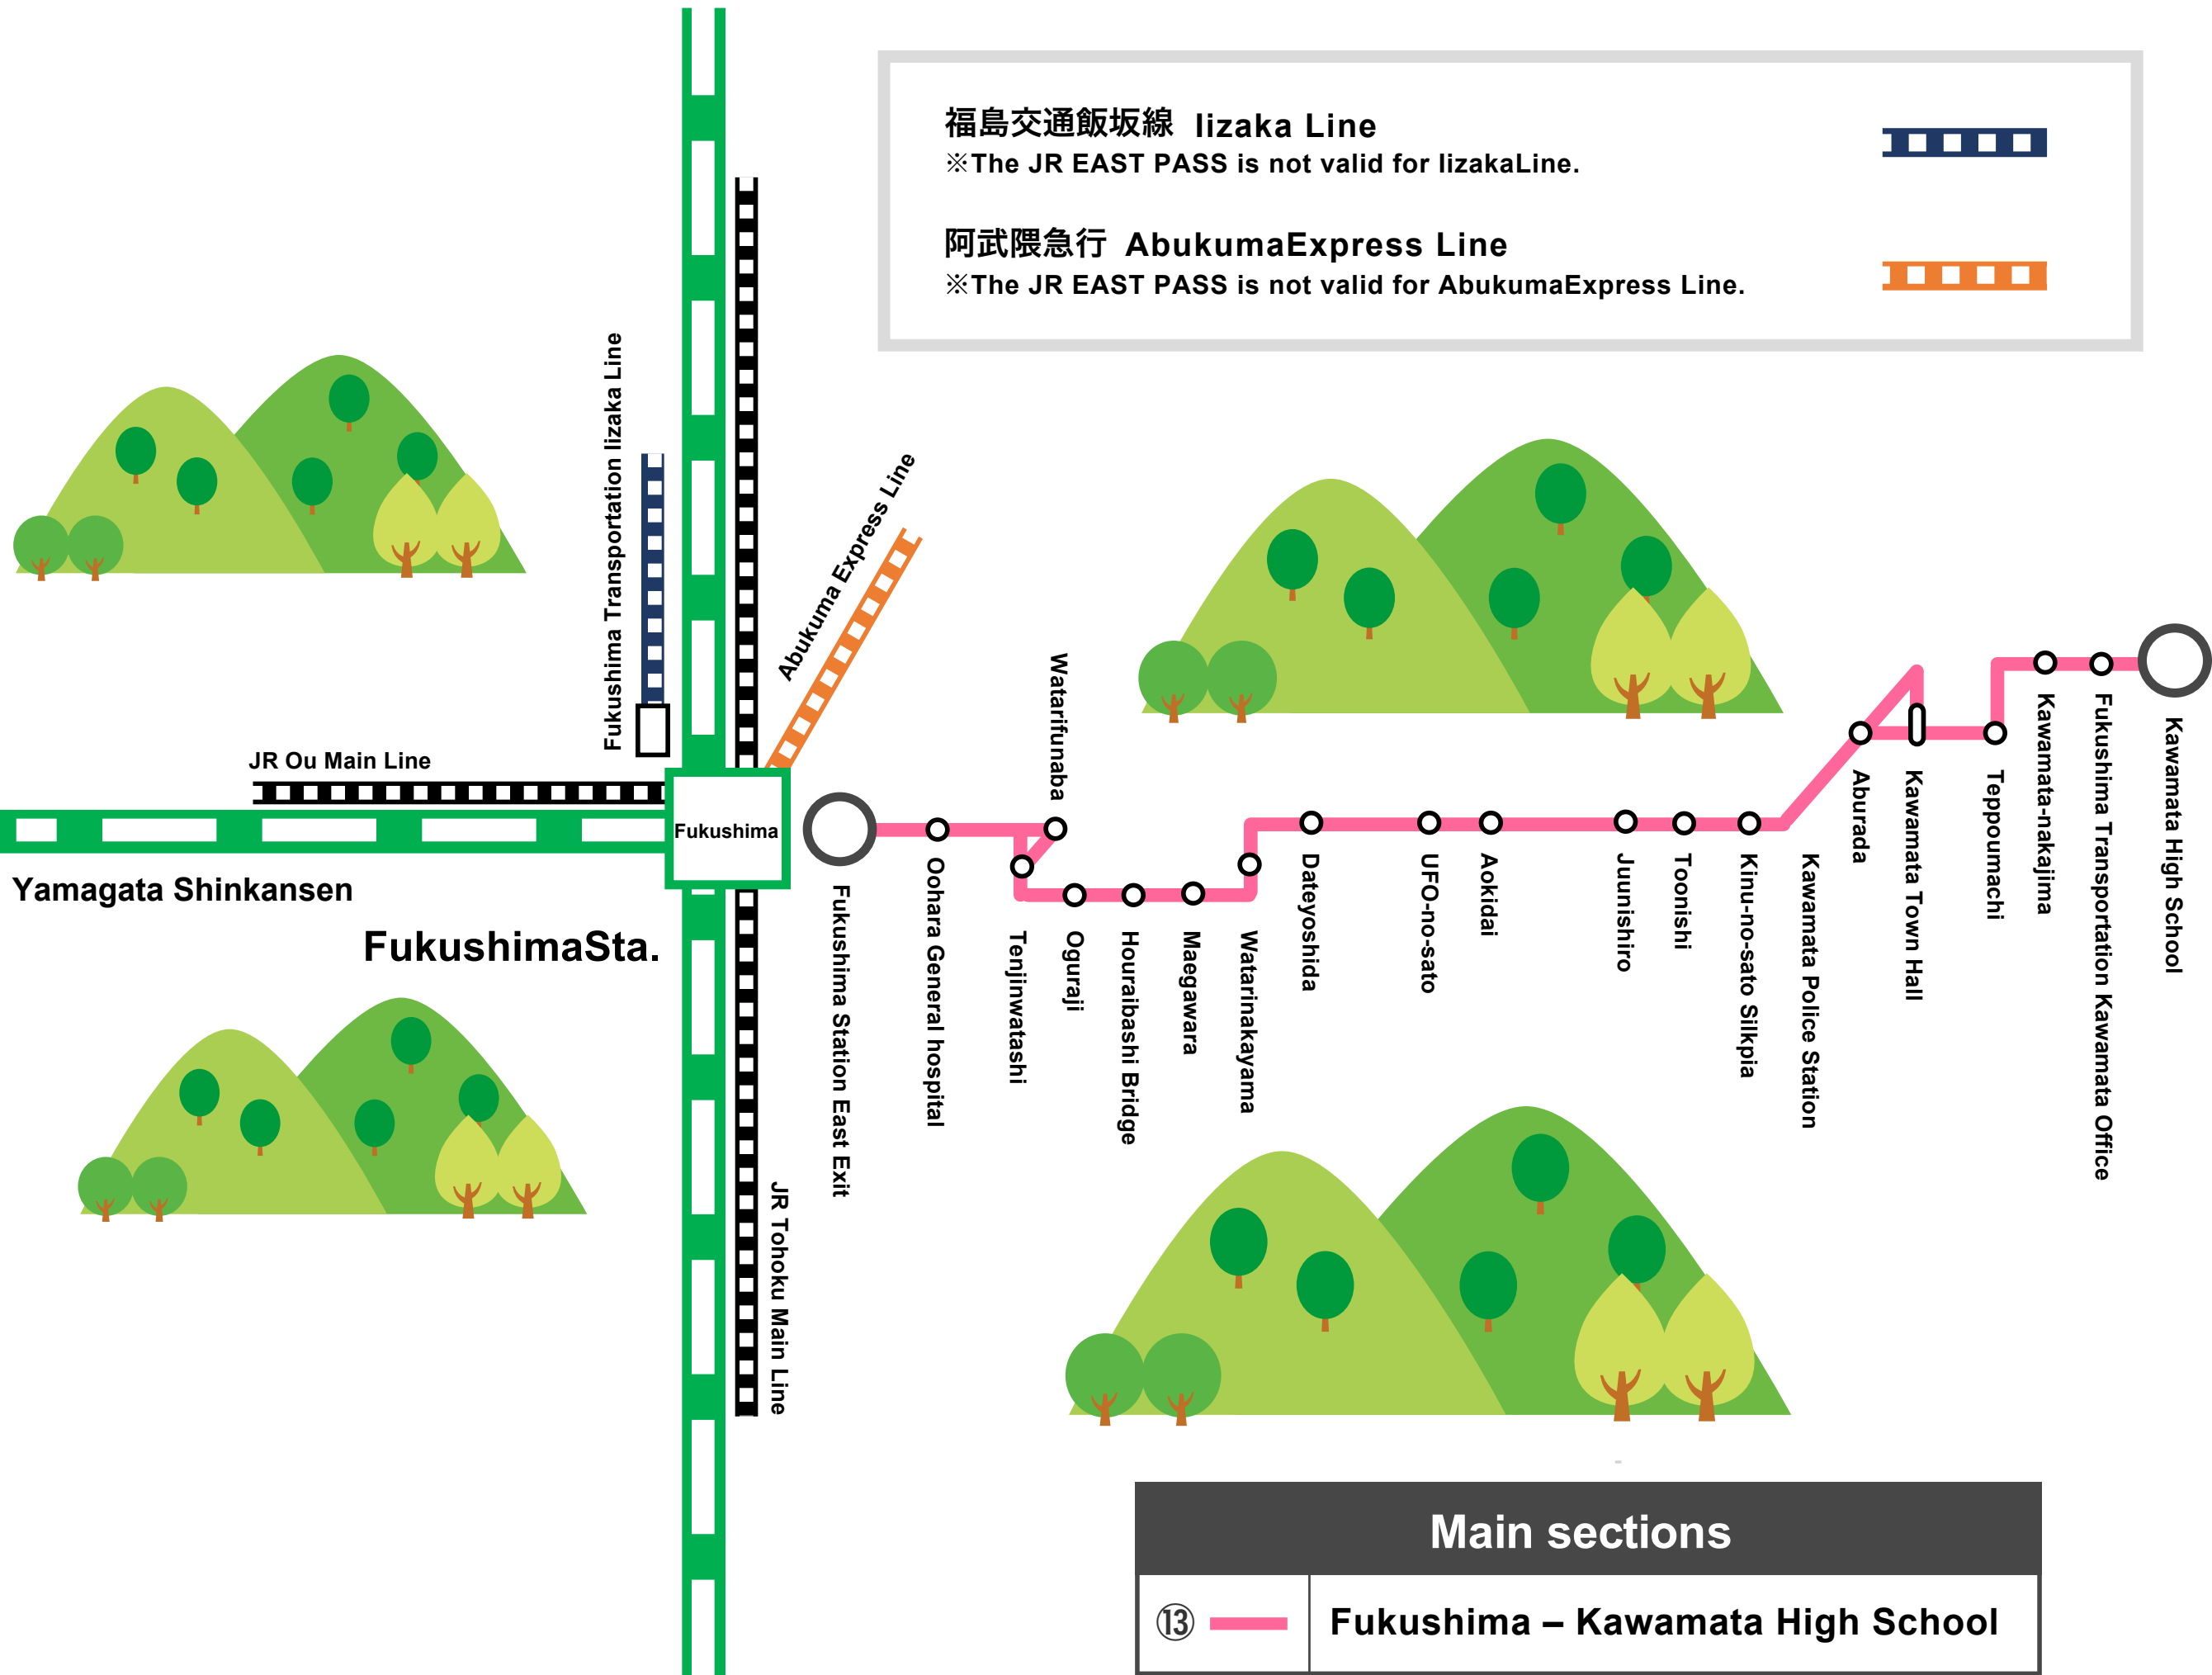 福島交通飯坂線 Iizaka Line
※The JR EAST PASS is not valid for IizakaLine.
阿武隈急行 AbukumaExpress Line
※The JR EAST PASS is not valid for AbukumaExpress Line.
Fukushima Transportation Iizaka Line
Abukuma Express Line
JR Ou Main Line
Fukushima
Yamagata Shinkansen
FukushimaSta.
JR Tohoku Main Line
Fukushima Station East Exit
Oohara General hospital
Watarifunaba
Tenjinwatashi
Oguraji
Houraibashi Bridge
Maegawara
Watarinakayama
Dateyoshida
UFO-no-sato
Aokidai
Juunishiro
Toonishi
Kinu-no-sato Silkpia
Kawamata Police Station
Aburada
Kawamata Town Hall
Teppoumachi
Kawamata-nakajima
Fukushima Transportation Kawamata Office
Kawamata High School
Main sections
⑬ Fukushima – Kawamata High School